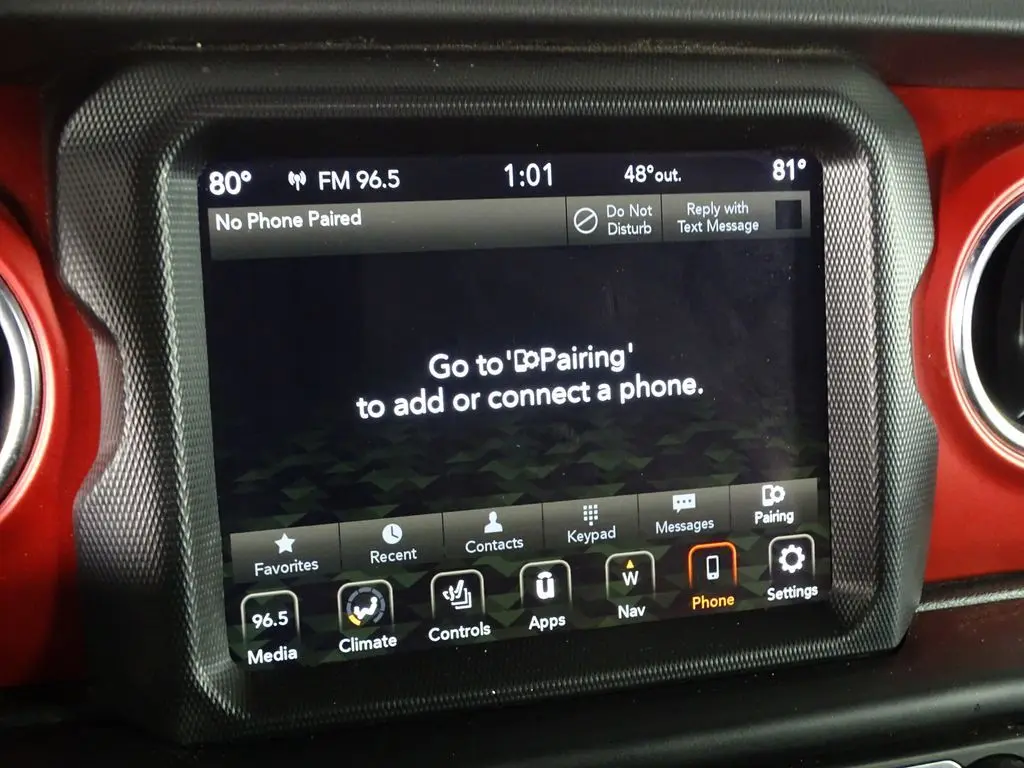 80° FM 96.5 1:01 48°out. 81°
No Phone Paired
Do Not
Disturb
Reply with
Text Message
Go to 'Pairing'
to add or connect a phone.
Favorites
Recent
Contacts
Keypad
Messages
Pairing
96.5
Media
Climate
Controls
ū
Apps
W
Nav
Phone
Settings